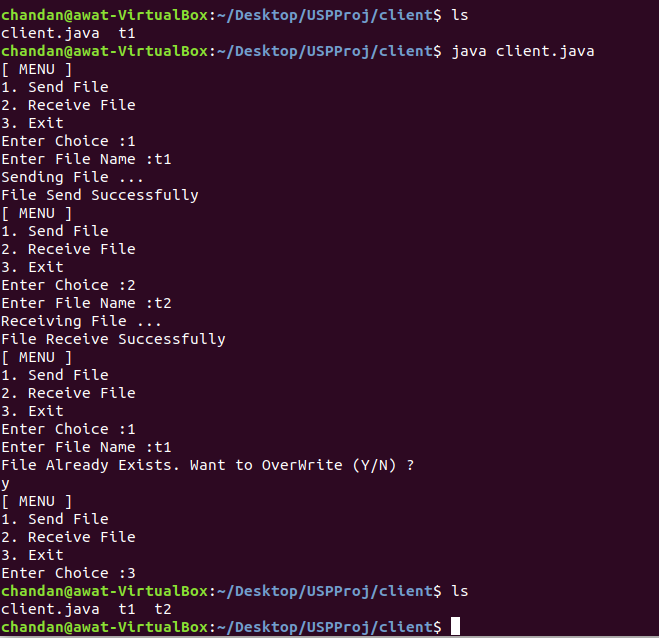 chandan@awat-VirtualBox:~/Desktop/USPProj/client$ ls
client.java  t1
chandan@awat-VirtualBox:~/Desktop/USPProj/client$ java client.java
[ MENU ]
1. Send File
2. Receive File
3. Exit
Enter Choice :1
Enter File Name :t1
Sending File ...
File Send Successfully
[ MENU ]
1. Send File
2. Receive File
3. Exit
Enter Choice :2
Enter File Name :t2
Receiving File ...
File Receive Successfully
[ MENU ]
1. Send File
2. Receive File
3. Exit
Enter Choice :1
Enter File Name :t1
File Already Exists. Want to OverWrite (Y/N) ?
y
[ MENU ]
1. Send File
2. Receive File
3. Exit
Enter Choice :3
chandan@awat-VirtualBox:~/Desktop/USPProj/client$ ls
client.java  t1  t2
chandan@awat-VirtualBox:~/Desktop/USPProj/client$